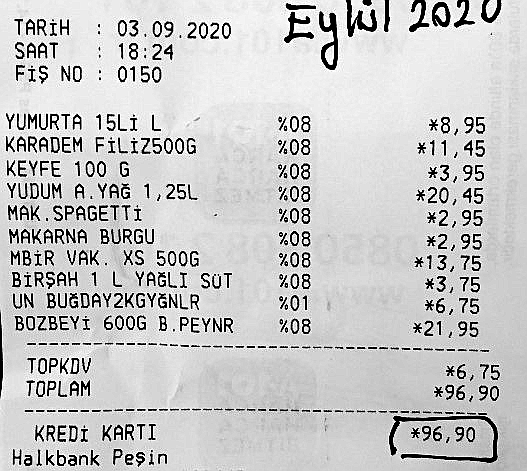 Eylül 2020
TARİH : 03.09.2020
SAAT : 18:24
FİŞ NO : 0150
YUMURTA 15Lİ L %08 *8,95
KARADEM FİLİZ500G %08 *11,45
KEYFE 100 G %08 *3,95
YUDUM A.YAĞ 1,25L %08 *20,45
MAK.SPAGETTİ %08 *2,95
MAKARNA BURGU %08 *2,95
MBİR VAK. XS 500G %08 *13,75
BİRŞAH 1 L YAĞLI SÜT %08 *3,75
UN BUĞDAY2KGYĞNLR %01 *6,75
BOZBEYİ 600G B.PEYNR %08 *21,95
TOPKDV *6,75
TOPLAM *96,90
KREDİ KARTI *96,90
Halkbank Peşin